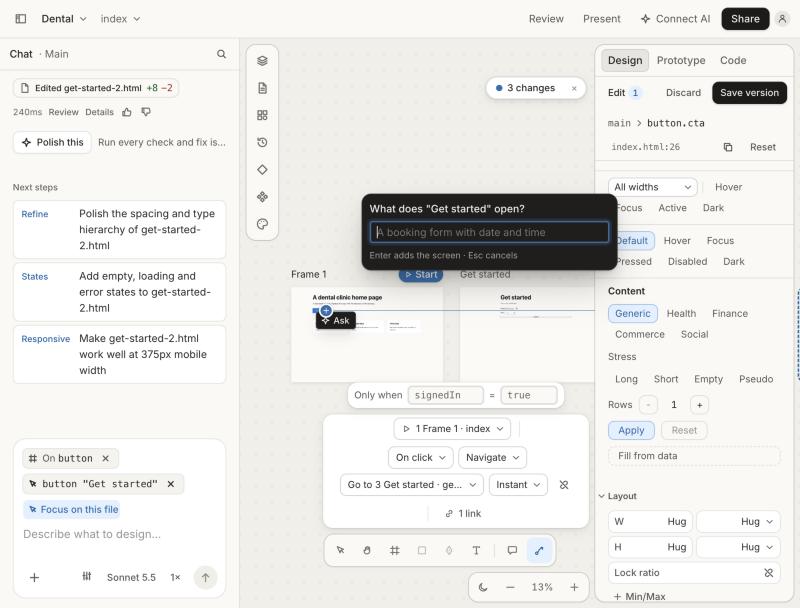 Dental
index
Review
Present
Connect AI
Share
Chat · Main
Edited get-started-2.html +8 −2
240ms Review Details
Polish this
Run every check and fix is...
Next steps
Refine
Polish the spacing and type
hierarchy of get-started-
2.html
States
Add empty, loading and
error states to get-started-
2.html
Responsive
Make get-started-2.html
work well at 375px mobile
width
On button
button "Get started"
Focus on this file
Describe what to design...
Sonnet 5.5
1×
3 changes
What does "Get started" open?
A booking form with date and time
Enter adds the screen · Esc cancels
Frame 1
Start
Get started
A dental clinic home page
Get started
Ask
Only when signedIn = true
1 Frame 1 · index
On click
Navigate
Go to 3 Get started · ge...
Instant
1 link
13%
Design
Prototype
Code
Edit 1
Discard
Save version
main > button.cta
index.html:26
Reset
All widths
Hover
Focus
Active
Dark
Default
Hover
Focus
Pressed
Disabled
Dark
Content
Generic
Health
Finance
Commerce
Social
Stress
Long
Short
Empty
Pseudo
Rows - 1 +
Apply
Reset
Fill from data
Layout
W Hug
Hug
H Hug
Hug
Lock ratio
+ Min/Max